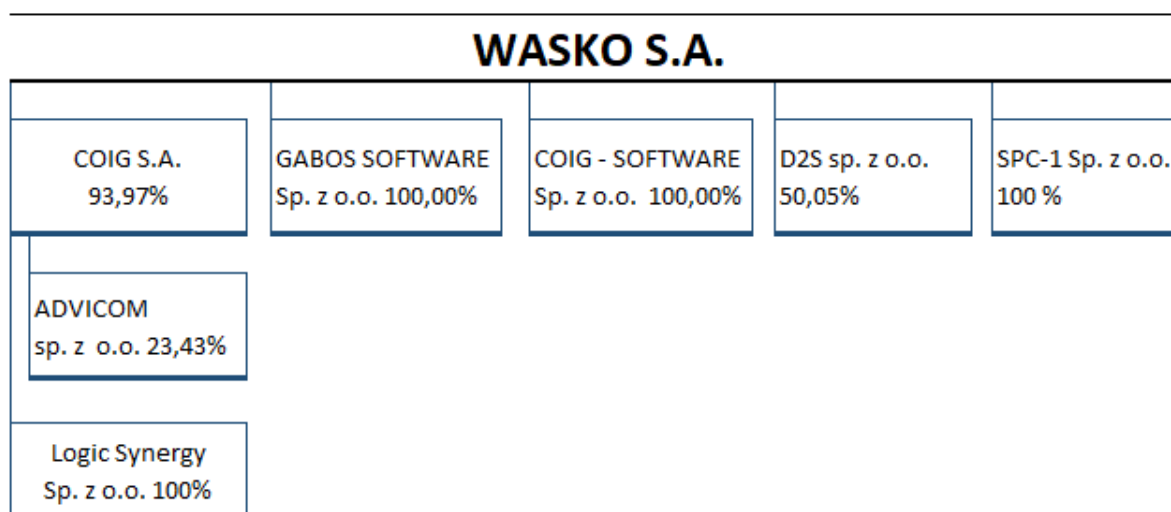 WASKO S.A.
COIG S.A.
93,97%
GABOS SOFTWARE
Sp. z o.o. 100,00%
COIG - SOFTWARE
Sp. z o.o.  100,00%
D2S sp. z o.o.
50,05%
SPC-1 Sp. z o.o.
100 %
ADVICOM
sp. z  o.o. 23,43%
Logic Synergy
Sp. z o.o. 100%